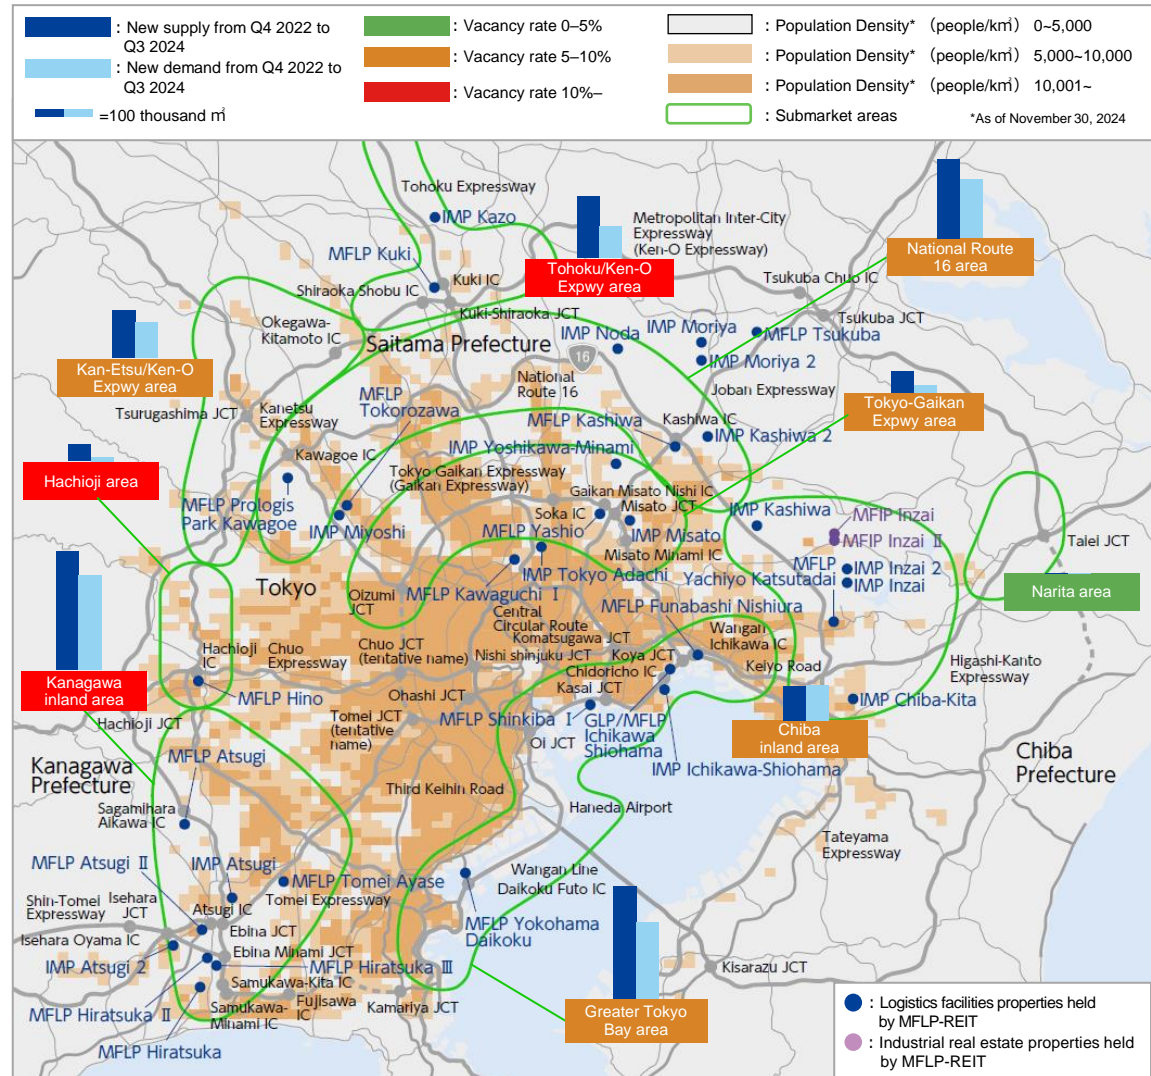 : New supply from Q4 2022 to
Q3 2024
: New demand from Q4 2022 to
Q3 2024
=100 thousand ㎡
: Vacancy rate 0–5%
: Vacancy rate 5–10%
: Vacancy rate 10%–
: Population Density* (people/k㎡) 0~5,000
: Population Density* (people/k㎡) 5,000~10,000
: Population Density* (people/k㎡) 10,001~
: Submarket areas
*As of November 30, 2024
Tohoku Expressway
IMP Kazo
MFLP Kuki
Kuki IC
Shiraoka Shobu IC
Kuki-Shiraoka JCT
Okegawa-
Kitamoto IC
Saitama Prefecture
Metropolitan Inter-City
Expressway
(Ken-O Expressway)
Tohoku/Ken-O
Expwy area
National Route
16 area
Tsukuba Chuo IC
Tsukuba JCT
IMP Noda
IMP Moriya
MFLP Tsukuba
IMP Moriya 2
16
National
Route 16
Joban Expressway
Kan-Etsu/Ken-O
Expwy area
Tsurugashima JCT
Kanetsu
Expressway
MFLP
Tokorozawa
MFLP Kashiwa
Kashiwa IC
IMP Kashiwa 2
Tokyo-Gaikan
Expwy area
Kawagoe IC
IMP Yoshikawa-Minami
Tokyo Gaikan Expressway
(Gaikan Expressway)
Gaikan Misato Nishi IC
Misato JCT
Hachioji area
MFLP Prologis
Park Kawagoe
IMP Miyoshi
Soka IC
MFLP Yashio
IMP Misato
Misato Minami IC
IMP Kashiwa
MFIP Inzai
MFIP Inzai Ⅱ
Talei JCT
IMP Tokyo Adachi
MFLP
Yachiyo Katsutadai
IMP Inzai 2
IMP Inzai
Narita area
Tokyo
Oizumi
JCT
MFLP Kawaguchi Ⅰ
Central
Circular Route
MFLP Funabashi Nishiura
Komatsugawa JCT
Wangan
Ichikawa IC
Hachioji
IC
Chuo
Expressway
Chuo JCT
(tentative name)
Nishi shinjuku JCT
Koya JCT
Chidoricho IC
Kasai JCT
Keiyo Road
Higashi-Kanto
Expressway
Kanagawa
inland area
MFLP Hino
Ohashi JCT
Hachioji JCT
Tomei JCT
(tentative
name)
MFLP Shinkiba Ⅰ
GLP/MFLP
Ichikawa
Shiohama
IMP Chiba-Kita
Chiba
inland area
Oi JCT
IMP Ichikawa-Shiohama
Chiba
Prefecture
Kanagawa
Prefecture
MFLP Atsugi
Third Keihin Road
Haneda Airport
Sagamihara
Aikawa IC
Tateyama
Expressway
MFLP Atsugi Ⅱ
IMP Atsugi
MFLP Tomei Ayase
Wangan Line
Daikoku Futo IC
Shin-Tomei
Expressway
Isehara
JCT
Atsugi IC
Tomei Expressway
Ebina JCT
MFLP Yokohama
Daikoku
Isehara Oyama IC
Ebina Minami JCT
IMP Atsugi 2
MFLP Hiratsuka Ⅲ
Kisarazu JCT
Samukawa-Kita IC
MFLP Hiratsuka Ⅱ
Samukawa-
Minami IC
Fujisawa
IC
Kamariya JCT
Greater Tokyo
Bay area
MFLP Hiratsuka
: Logistics facilities properties held
by MFLP-REIT
: Industrial real estate properties held
by MFLP-REIT